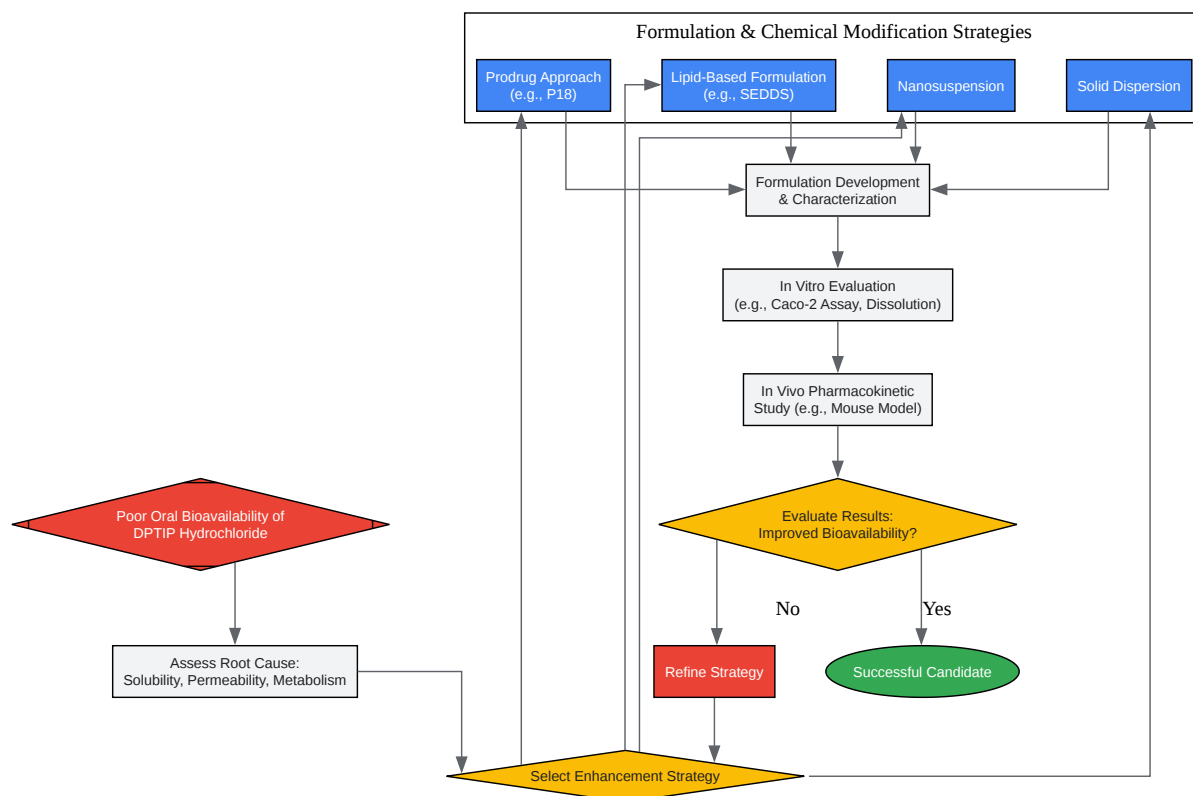 Formulation & Chemical Modification Strategies
Prodrug Approach
(e.g., P18)
Lipid-Based Formulation
(e.g., SEDDS)
Nanosuspension
Solid Dispersion
Formulation Development
& Characterization
In Vitro Evaluation
(e.g., Caco-2 Assay, Dissolution)
In Vivo Pharmacokinetic
Study (e.g., Mouse Model)
Poor Oral Bioavailability of
DPTIP Hydrochloride
Evaluate Results:
Improved Bioavailability?
No
Yes
Assess Root Cause:
Solubility, Permeability, Metabolism
Refine Strategy
Successful Candidate
Select Enhancement Strategy